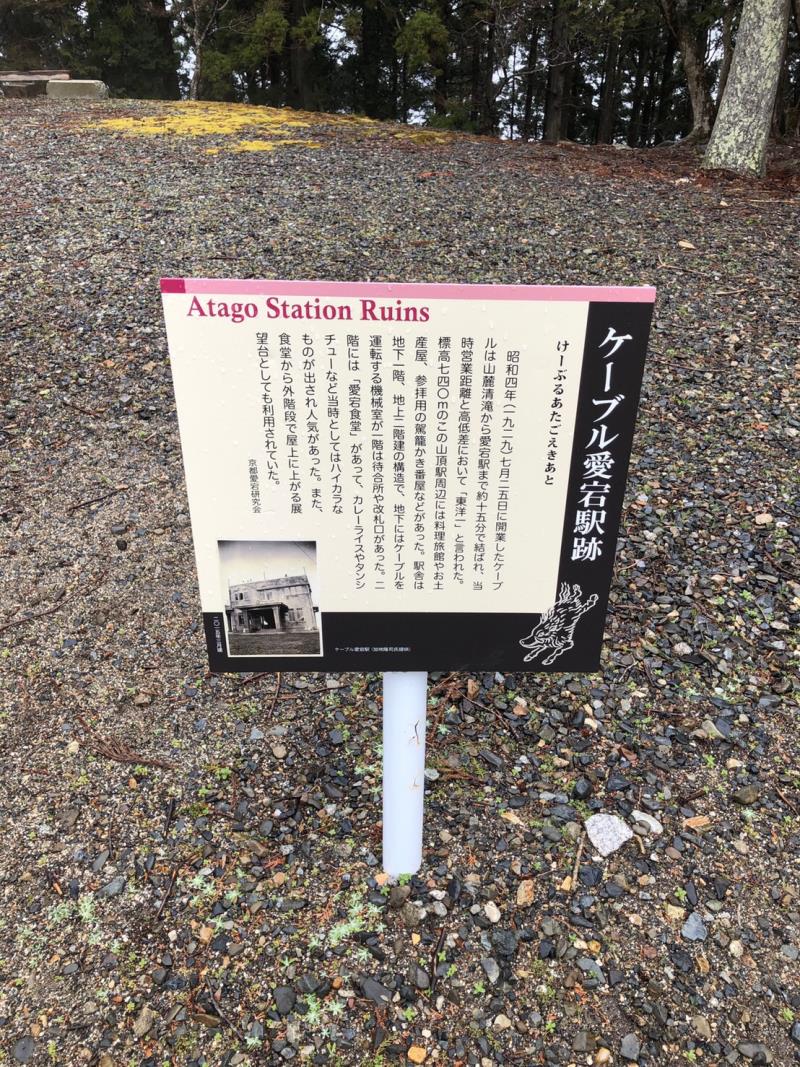 Atago Station Ruins
ケーブル愛宕駅跡
けーぶるあたごえきあと
昭和四年(一九二九)七月二五日に開業したケーブ
ルは山麓清滝から愛宕駅まで約十五分で結ばれ、当
時営業距離と高低差において「東洋一」と言われた。
標高七四〇mのこの山頂駅周辺には料理旅館やお土
産屋、参拝用の駕籠かき番屋などがあった。駅舎は
地下一階、地上二階建の構造で、地下にはケーブルを
運転する機械室が一階は待合所や改札口があった。二
階には「愛宕食堂」があって、カレーライスやタンシ
チューなど当時としてはハイカラな
ものが出され人気があった。また、
食堂から外階段で屋上に上がる展
望台としても利用されていた。
京都愛宕研究会
ケーブル愛宕駅